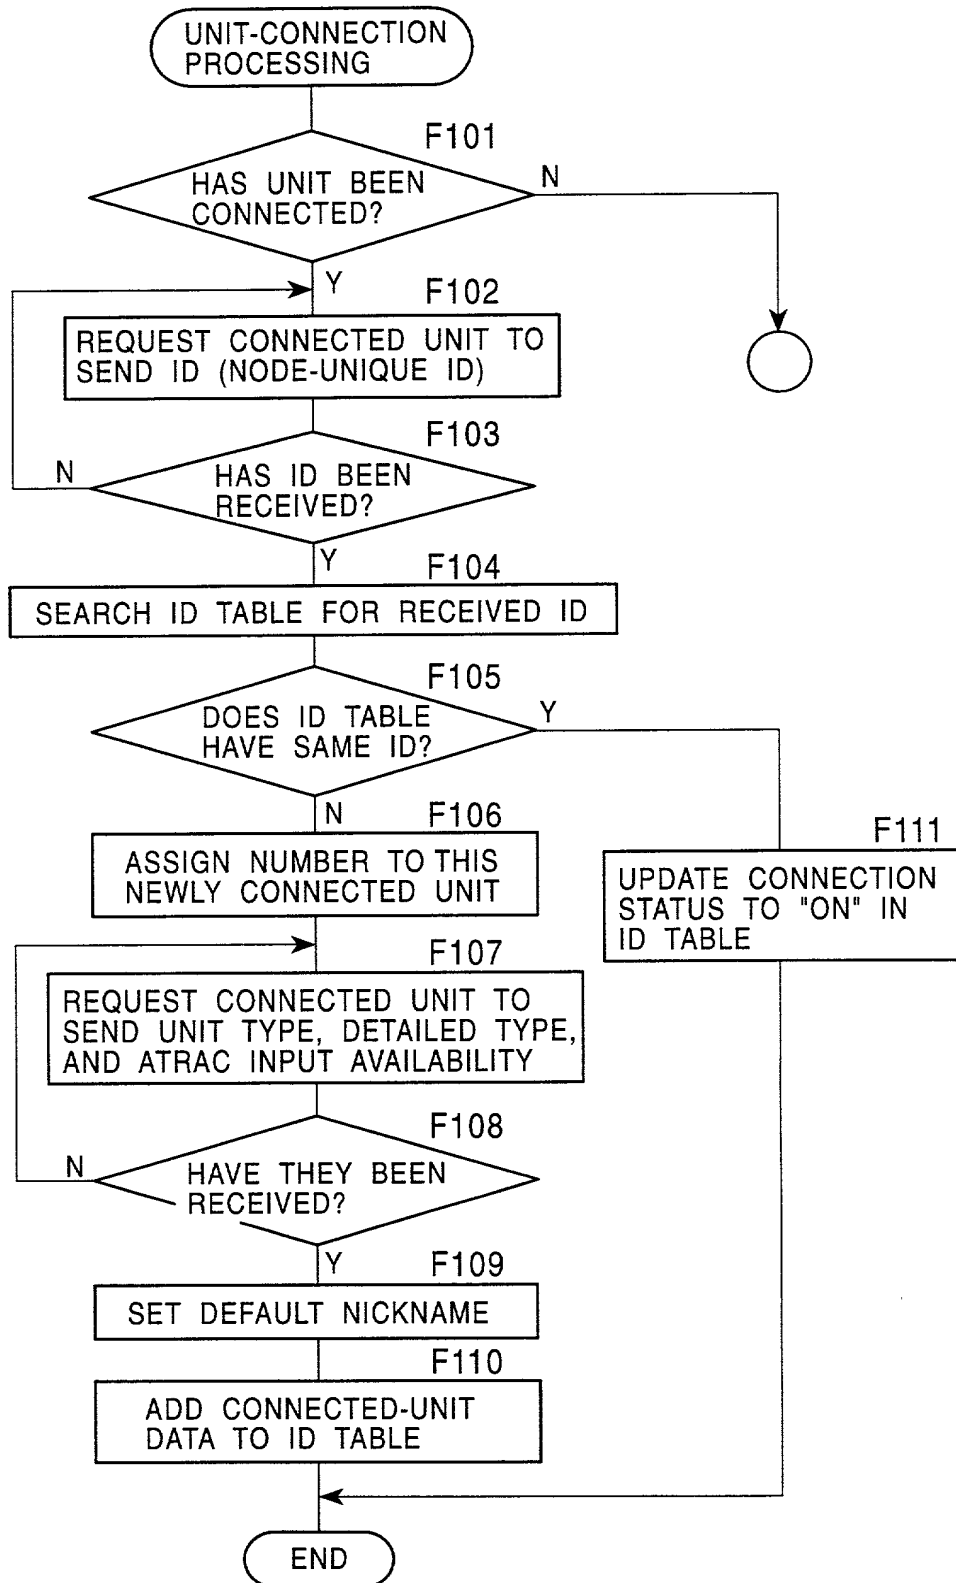 UNIT-CONNECTION
PROCESSING
F101
HAS UNIT BEEN
CONNECTED?
N
Y
F102
REQUEST CONNECTED UNIT TO
SEND ID (NODE-UNIQUE ID)
F103
HAS ID BEEN
RECEIVED?
N
Y
F104
SEARCH ID TABLE FOR RECEIVED ID
F105
DOES ID TABLE
HAVE SAME ID?
Y
N
F106
ASSIGN NUMBER TO THIS
NEWLY CONNECTED UNIT
F111
UPDATE CONNECTION
STATUS TO "ON" IN
ID TABLE
F107
REQUEST CONNECTED UNIT TO
SEND UNIT TYPE, DETAILED TYPE,
AND ATRAC INPUT AVAILABILITY
F108
HAVE THEY BEEN
RECEIVED?
N
Y
F109
SET DEFAULT NICKNAME
F110
ADD CONNECTED-UNIT
DATA TO ID TABLE
END